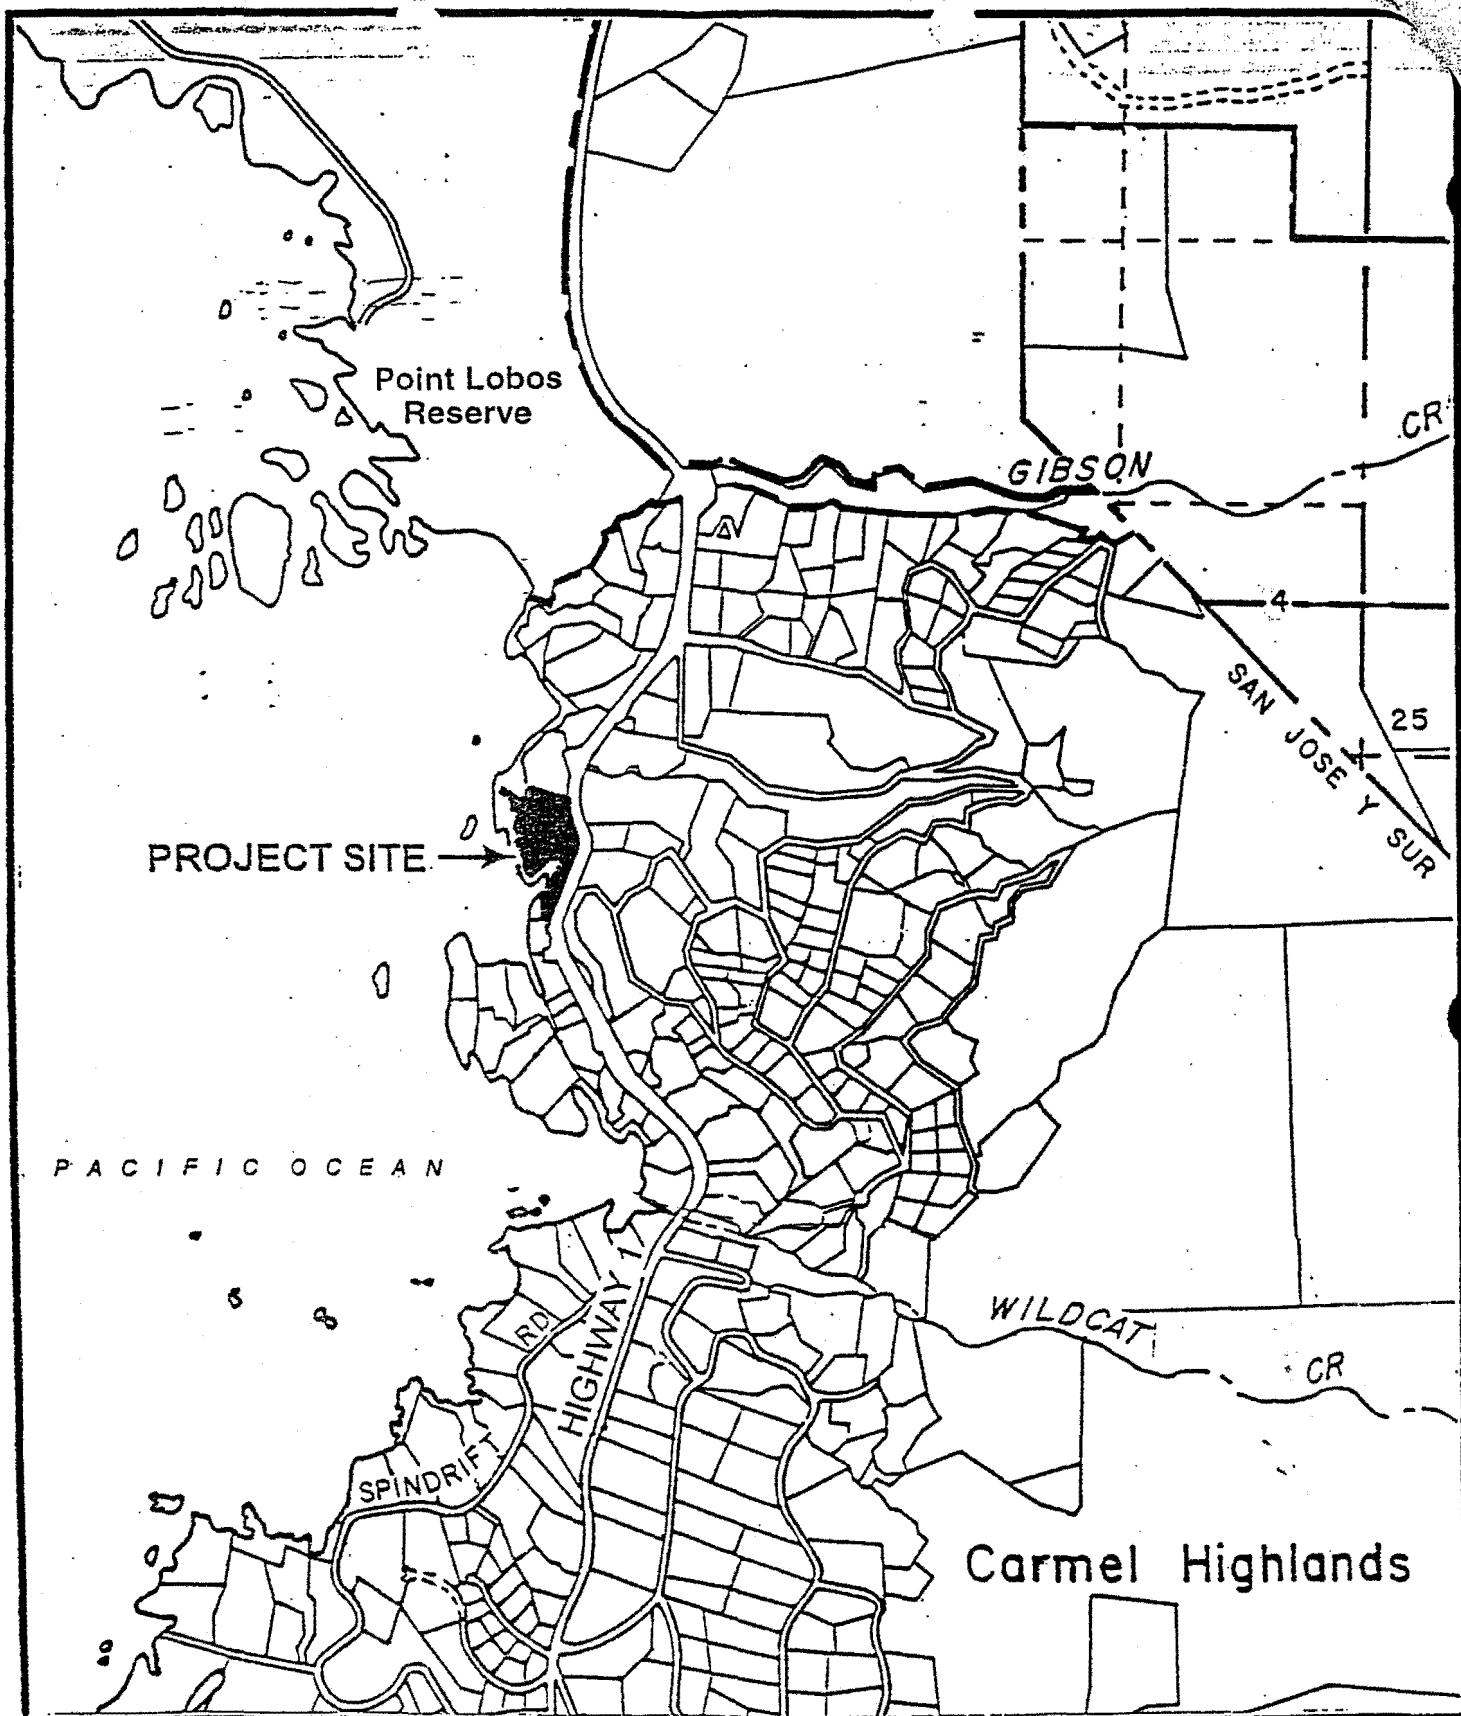 Point Lobos
Reserve
CR
GIBSON
4
SAN JOSE Y SUR
25
PROJECT SITE
PACIFIC OCEAN
HIGHWAY 1
RD
WILDCAT
CR
SPINDRIFT
Carmel Highlands